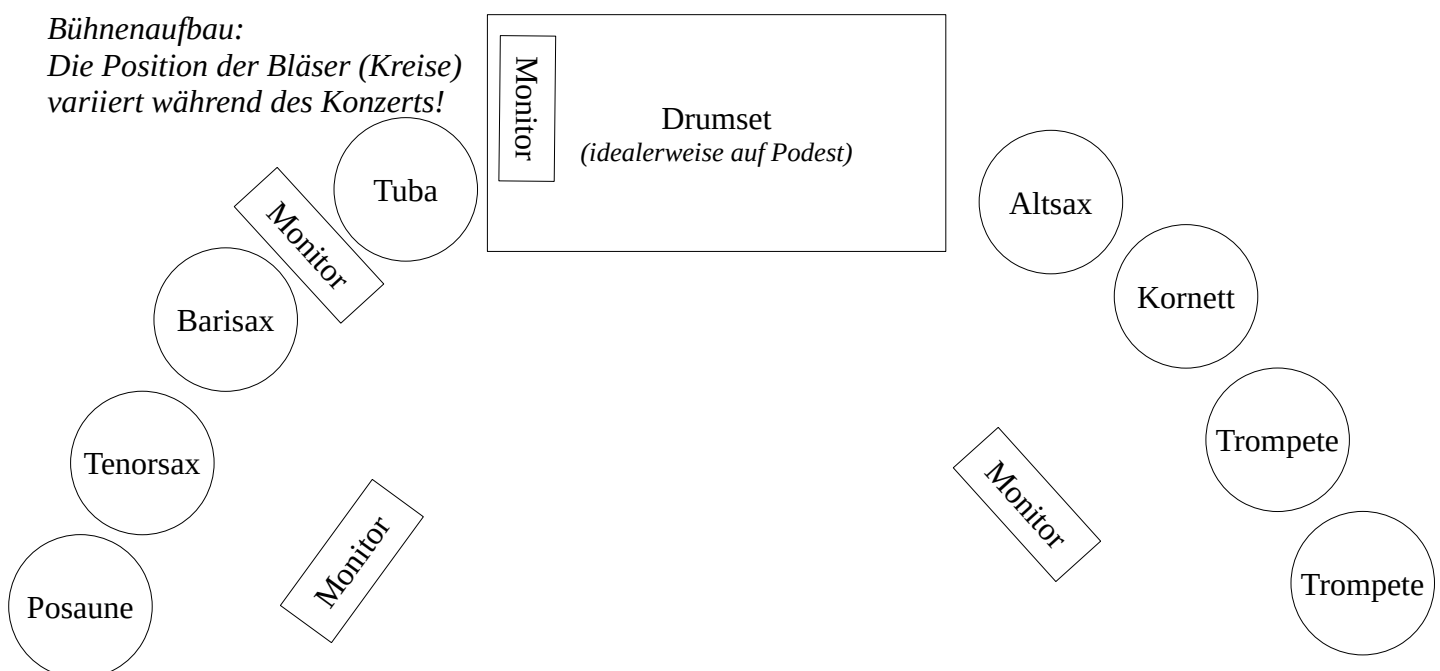 Bühnenaufbau:
Die Position der Bläser (Kreise)
variiert während des Konzerts!
Monitor
Drumset
(idealerweise auf Podest)
Tuba
Altsax
Monitor
Kornett
Barisax
Trompete
Tenorsax
Monitor
Monitor
Trompete
Posaune